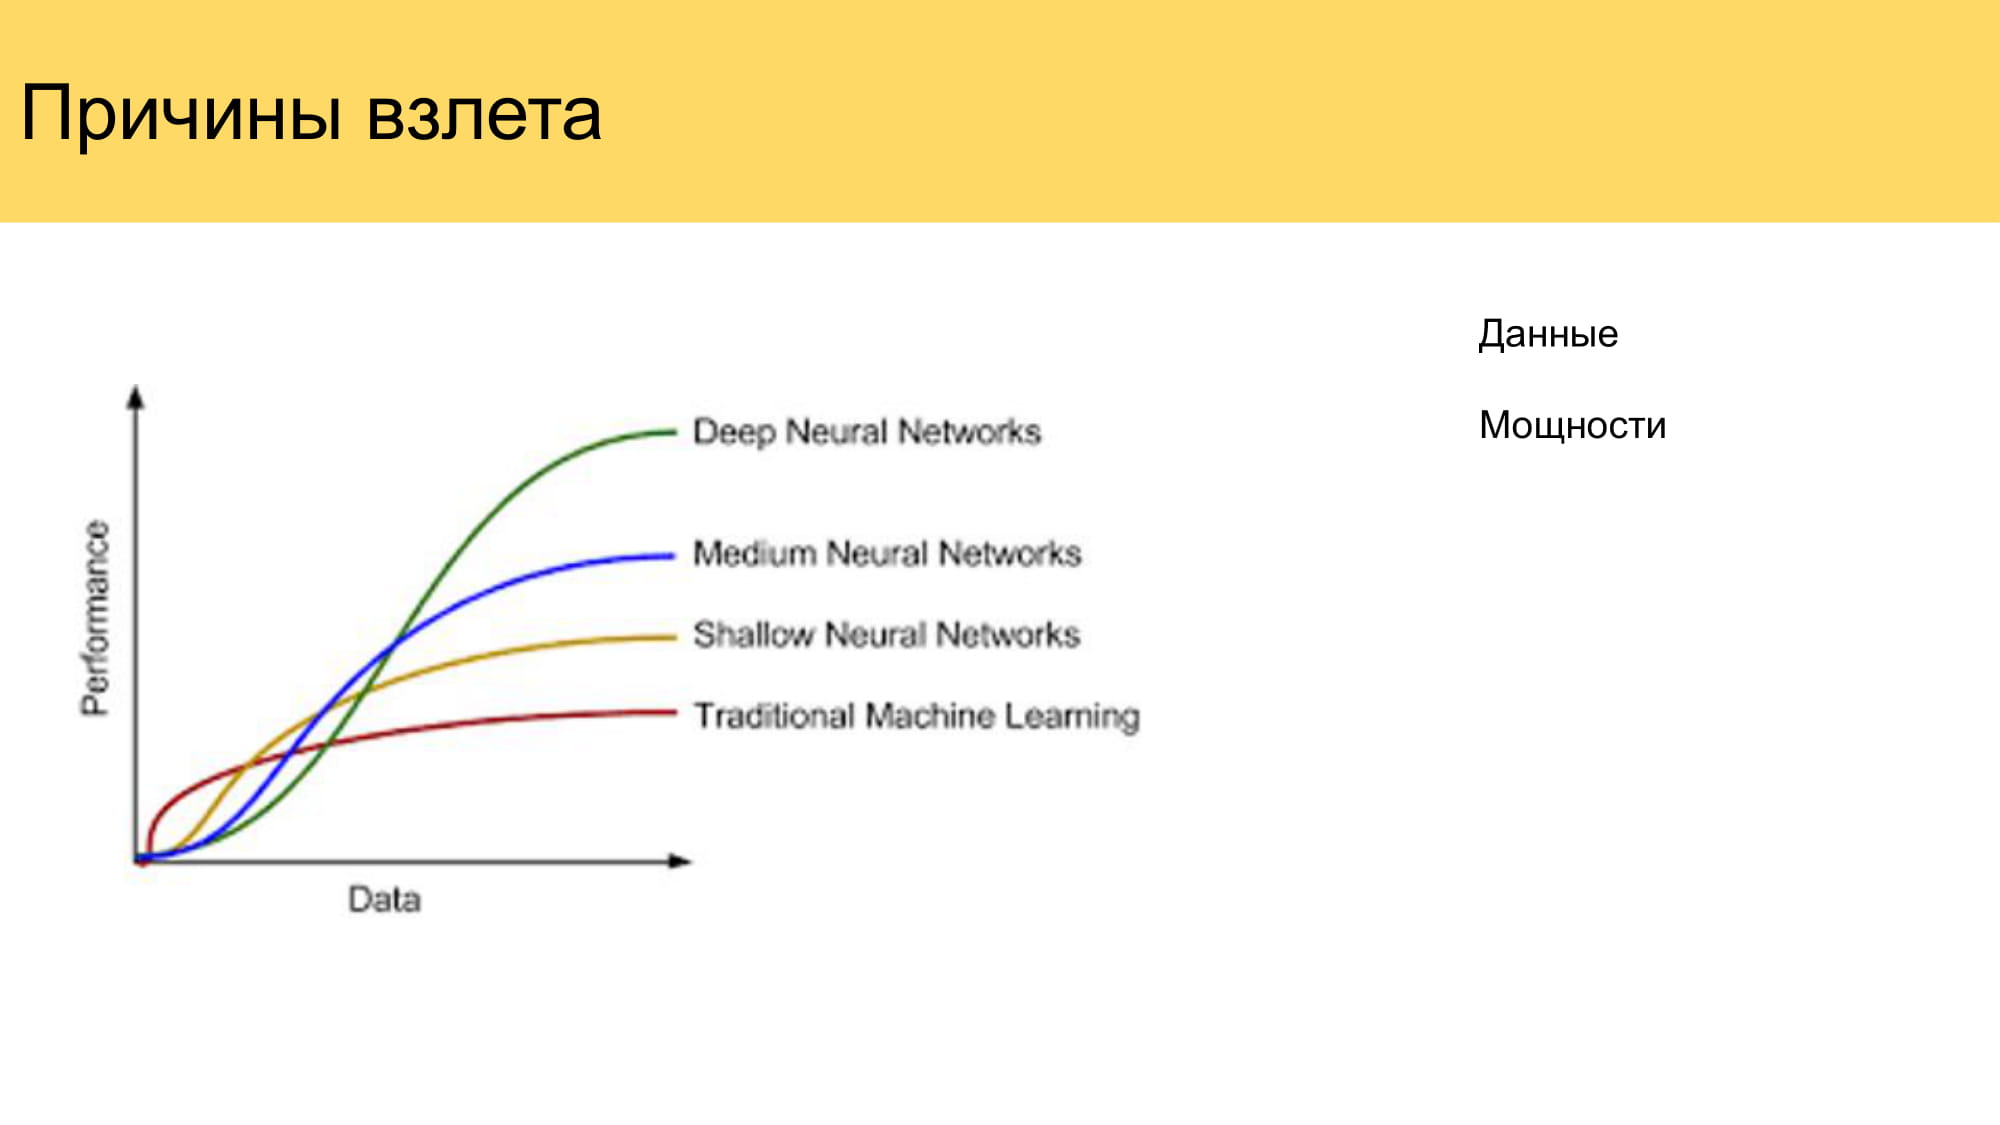 Причины взлета
Данные
Мощности
Performance
Deep Neural Networks
Medium Neural Networks
Shallow Neural Networks
Traditional Machine Learning
Data